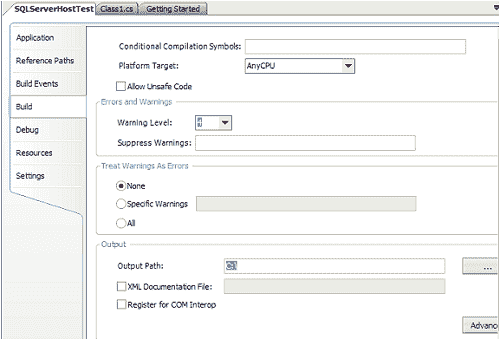 SQLServerHostTest Class1.cs Getting Started
Application
Reference Paths
Build Events
Build
Debug
Resources
Settings
Conditional Compilation Symbols:
Platform Target: AnyCPU
Allow Unsafe Code
Errors and Warnings
Warning Level:
Suppress Warnings:
Treat Warnings As Errors
None
Specific Warnings
All
Output
Output Path:
...
XML Documentation File:
Register for COM Interop
Advanc